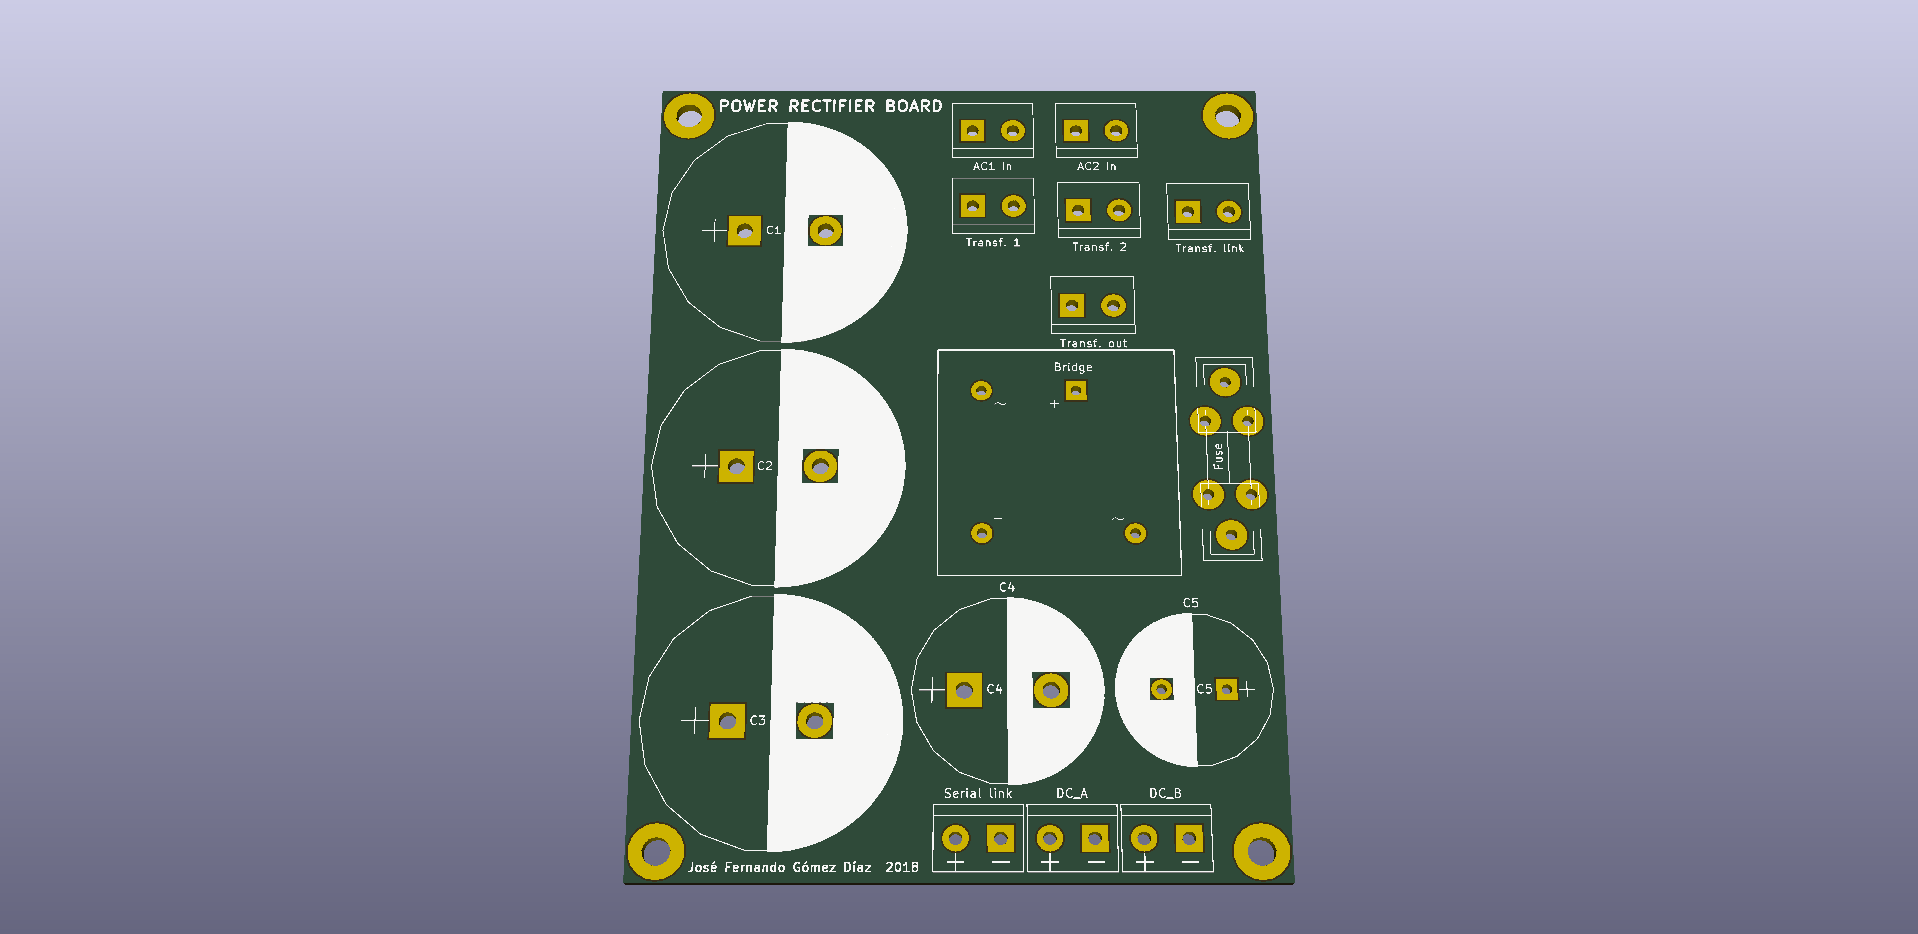 POWER RECTIFIER BOARD
AC1 in
AC2 in
+ C1
Transf. 1
Transf. 2
Transf. link
Transf. out
Bridge
~
+
Fuse
+ C2
−
~
C4
C5
+ C4
C5 +
+ C3
Serial link
DC_A
DC_B
+ −
+ −
+ −
José Fernando Gómez Díaz 2018